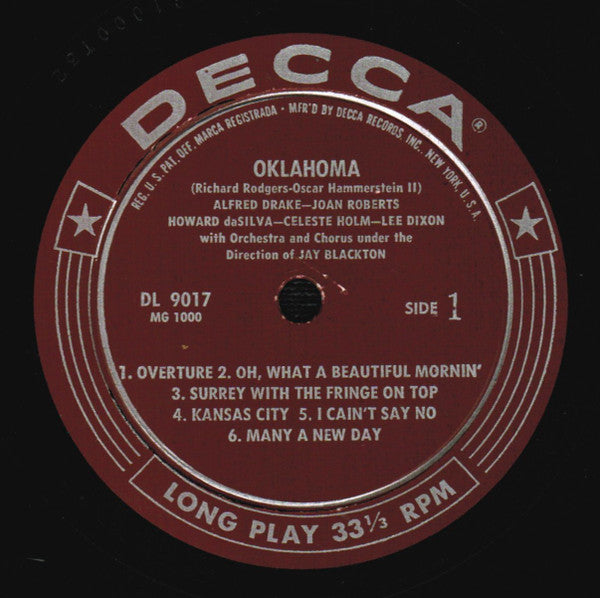 DECCA®
REG. U.S. PAT. OFF. MARCA REGISTRADA • MFR'D BY DECCA RECORDS, INC., NEW YORK, U.S.A.
OKLAHOMA
(Richard Rodgers-Oscar Hammerstein II)
ALFRED DRAKE—JOAN ROBERTS
HOWARD daSILVA—CELESTE HOLM—LEE DIXON
with Orchestra and Chorus under the
Direction of JAY BLACKTON
DL 9017
MG 1000
SIDE 1
1. OVERTURE 2. OH, WHAT A BEAUTIFUL MORNIN'
3. SURREY WITH THE FRINGE ON TOP
4. KANSAS CITY 5. I CAIN'T SAY NO
6. MANY A NEW DAY
LONG PLAY 33⅓ RPM